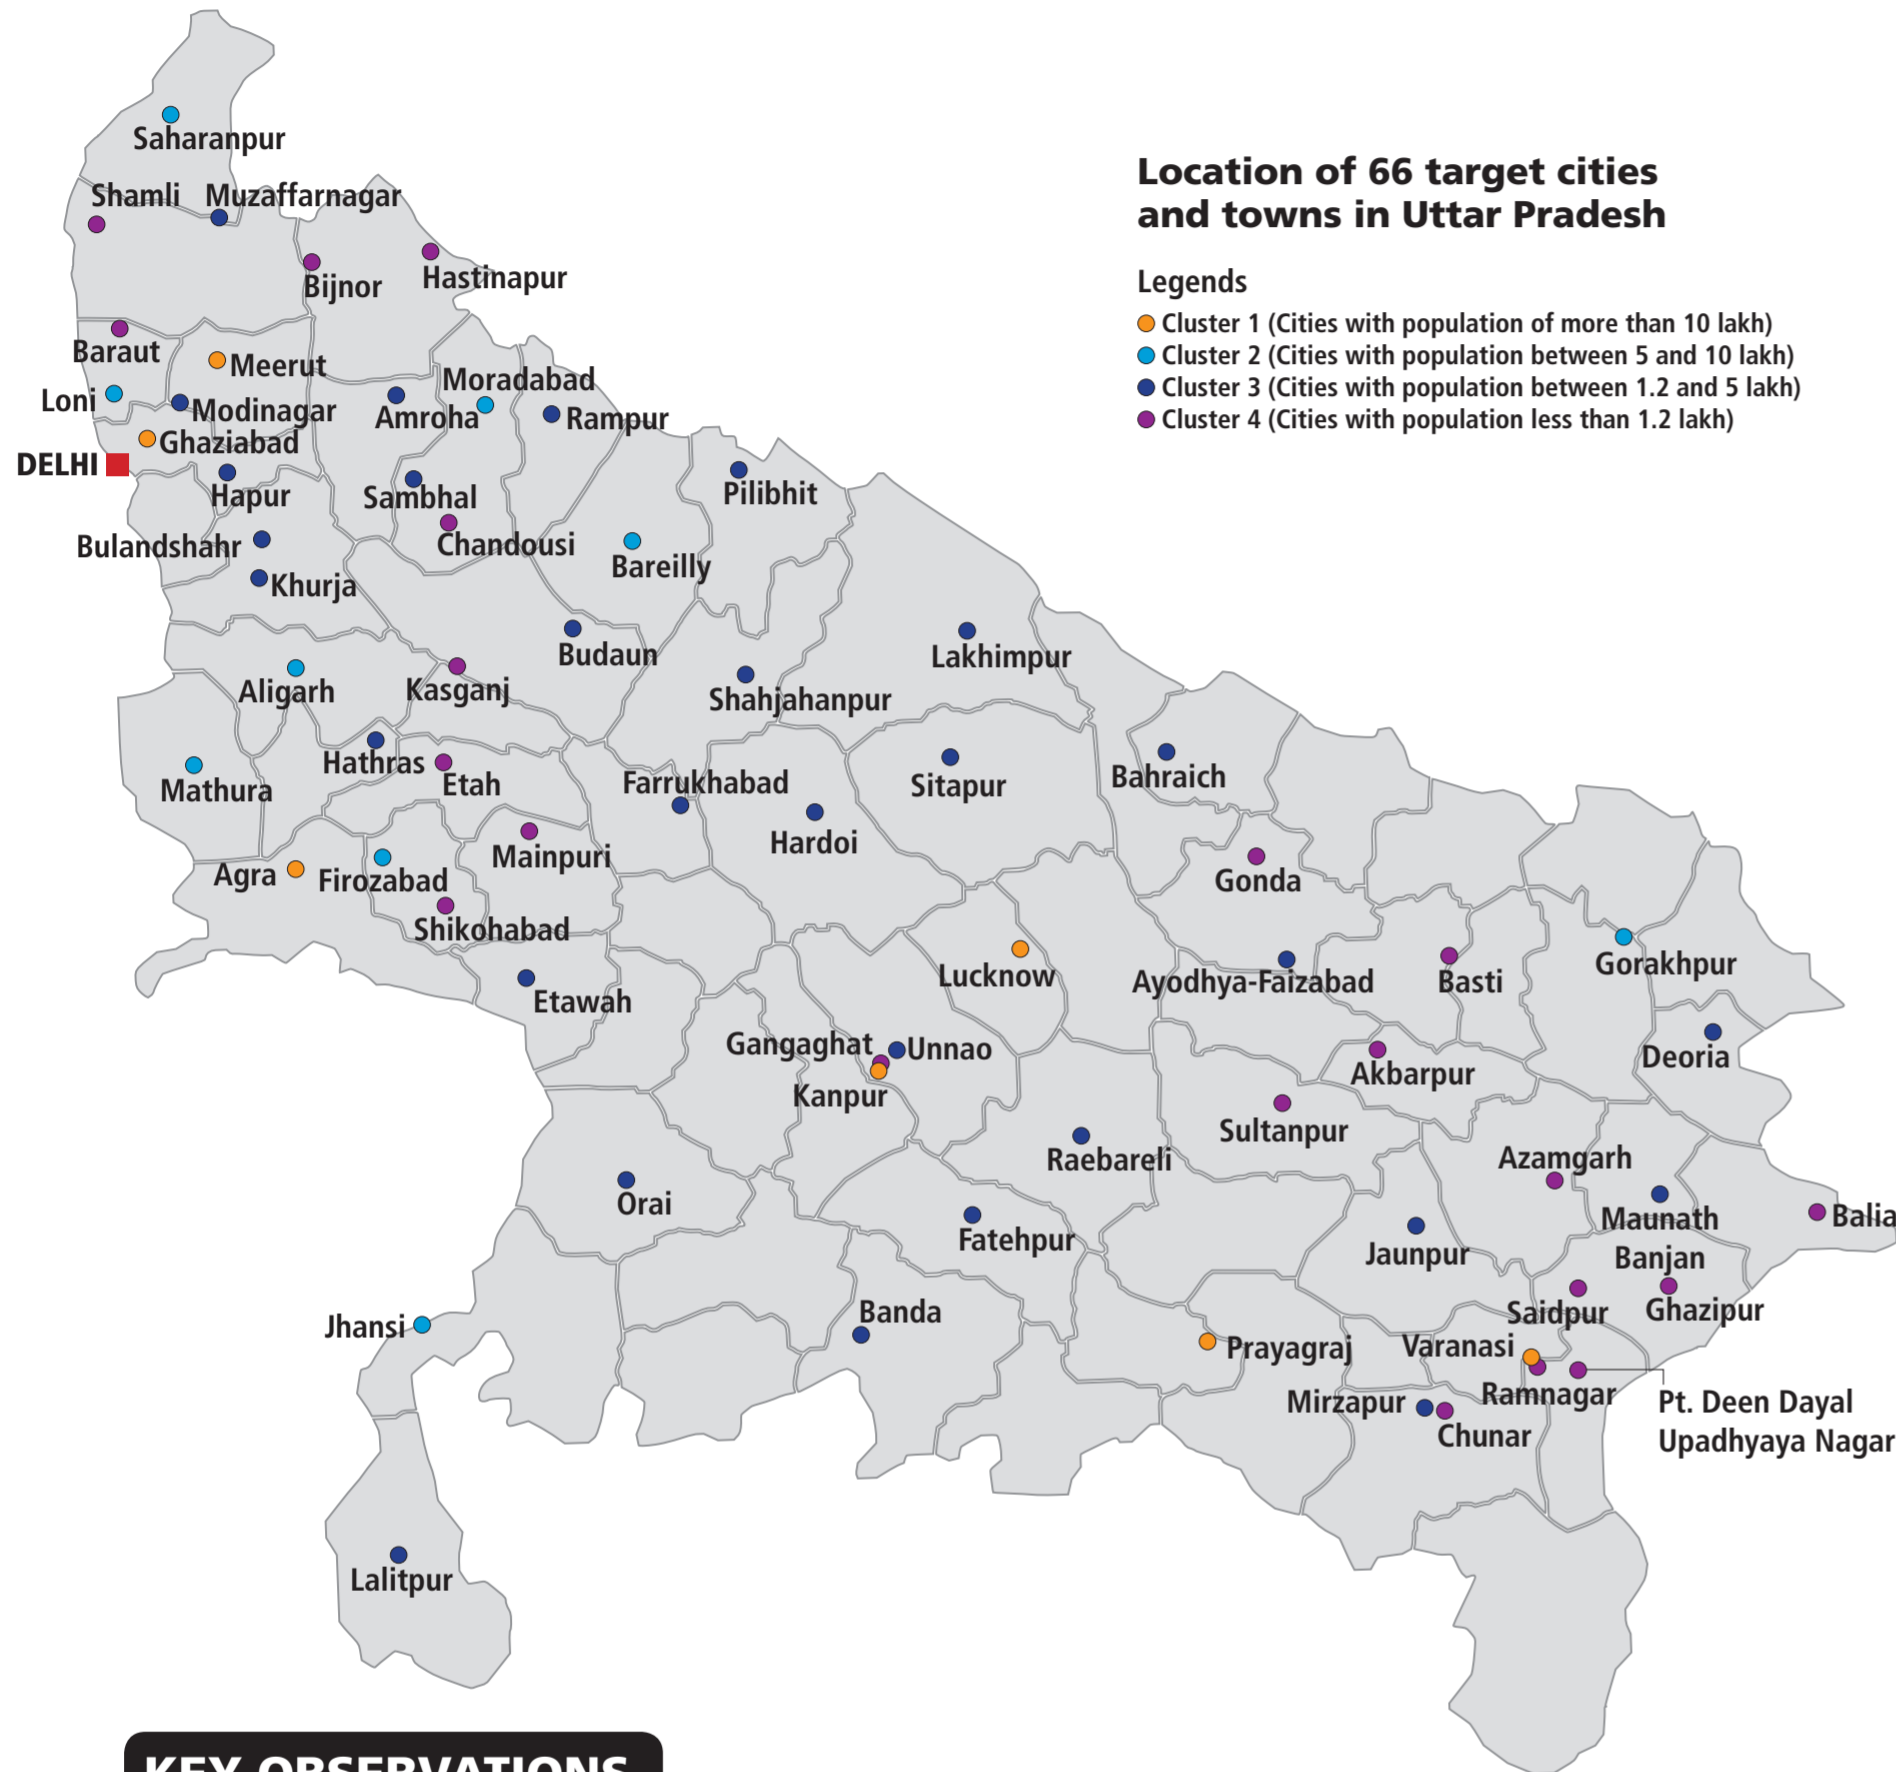 Location of 66 target cities
and towns in Uttar Pradesh
Legends
Cluster 1 (Cities with population of more than 10 lakh)
Cluster 2 (Cities with population between 5 and 10 lakh)
Cluster 3 (Cities with population between 1.2 and 5 lakh)
Cluster 4 (Cities with population less than 1.2 lakh)
Saharanpur
Shamli
Muzaffarnagar
Bijnor
Hastinapur
Baraut
Meerut
Moradabad
Loni
Modinagar
Amroha
Rampur
Ghaziabad
DELHI
Hapur
Sambhal
Pilibhit
Bulandshahr
Chandousi
Bareilly
Khurja
Budaun
Lakhimpur
Aligarh
Kasganj
Shahjahanpur
Hathras
Etah
Farrukhabad
Sitapur
Bahraich
Mathura
Hardoi
Mainpuri
Agra
Firozabad
Gonda
Shikohabad
Lucknow
Ayodhya-Faizabad
Basti
Gorakhpur
Etawah
Gangaghat
Unnao
Deoria
Kanpur
Akbarpur
Sultanpur
Raebareli
Azamgarh
Orai
Maunath
Banjan
Balia
Fatehpur
Jaunpur
Banda
Saidpur
Ghazipur
Jhansi
Prayagraj
Varanasi
Mirzapur
Ramnagar
Pt. Deen Dayal
Upadhyaya Nagar
Chunar
Lalitpur
KEY OBSERVATIONS